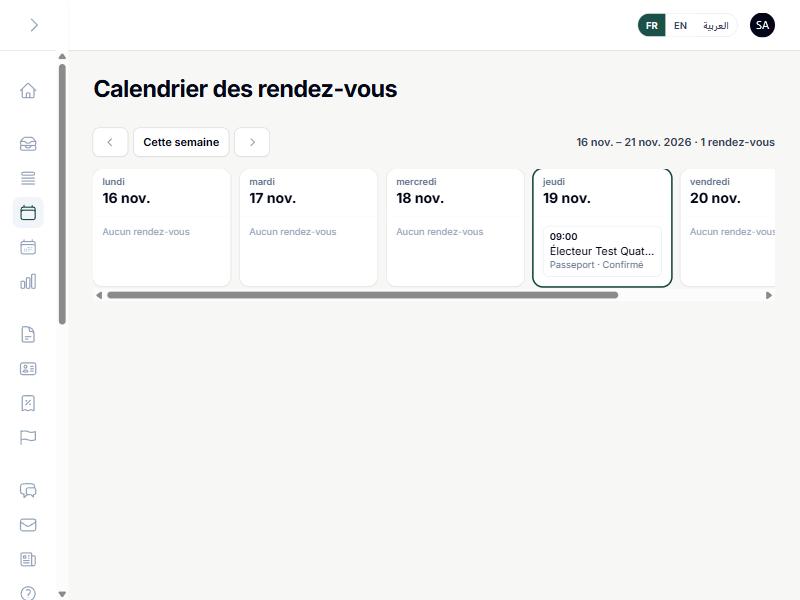 FR EN العربية SA
Calendrier des rendez-vous
Cette semaine
16 nov. – 21 nov. 2026 · 1 rendez-vous
lundi
16 nov.
Aucun rendez-vous
mardi
17 nov.
Aucun rendez-vous
mercredi
18 nov.
Aucun rendez-vous
jeudi
19 nov.
09:00
Électeur Test Quat...
Passeport · Confirmé
vendredi
20 nov.
Aucun rendez-vous